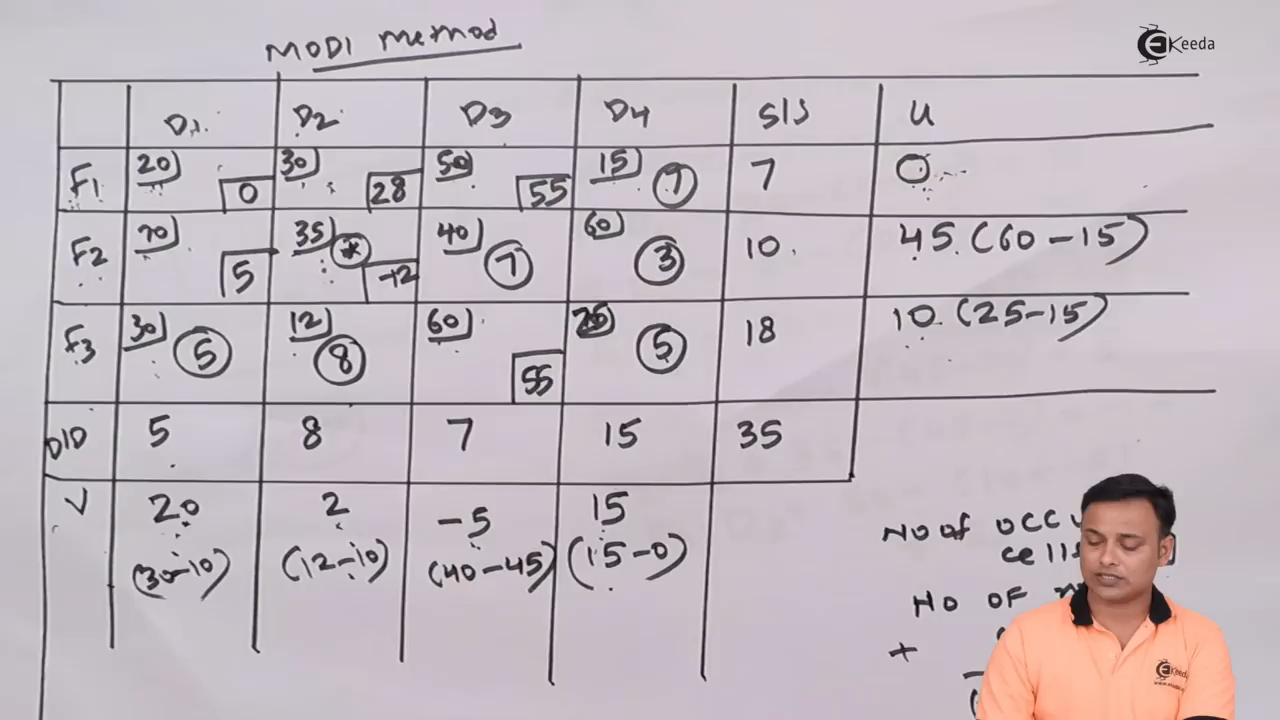 MODI Method
EKeeda
D1 D2 D3 D4 S/S U
F1 20 0 30 28 50 55 15 7 7 0
F2 70 5 35 * -12 40 7 60 3 10 45 (60-15)
F3 30 5 12 8 60 55 25 5 18 10 (25-15)
D/D 5 8 7 15 35
V 20 2 -5 15
(30-10) (12-10) (40-45) (15-0)
No of occu
cells
No OF
+
EKeeda